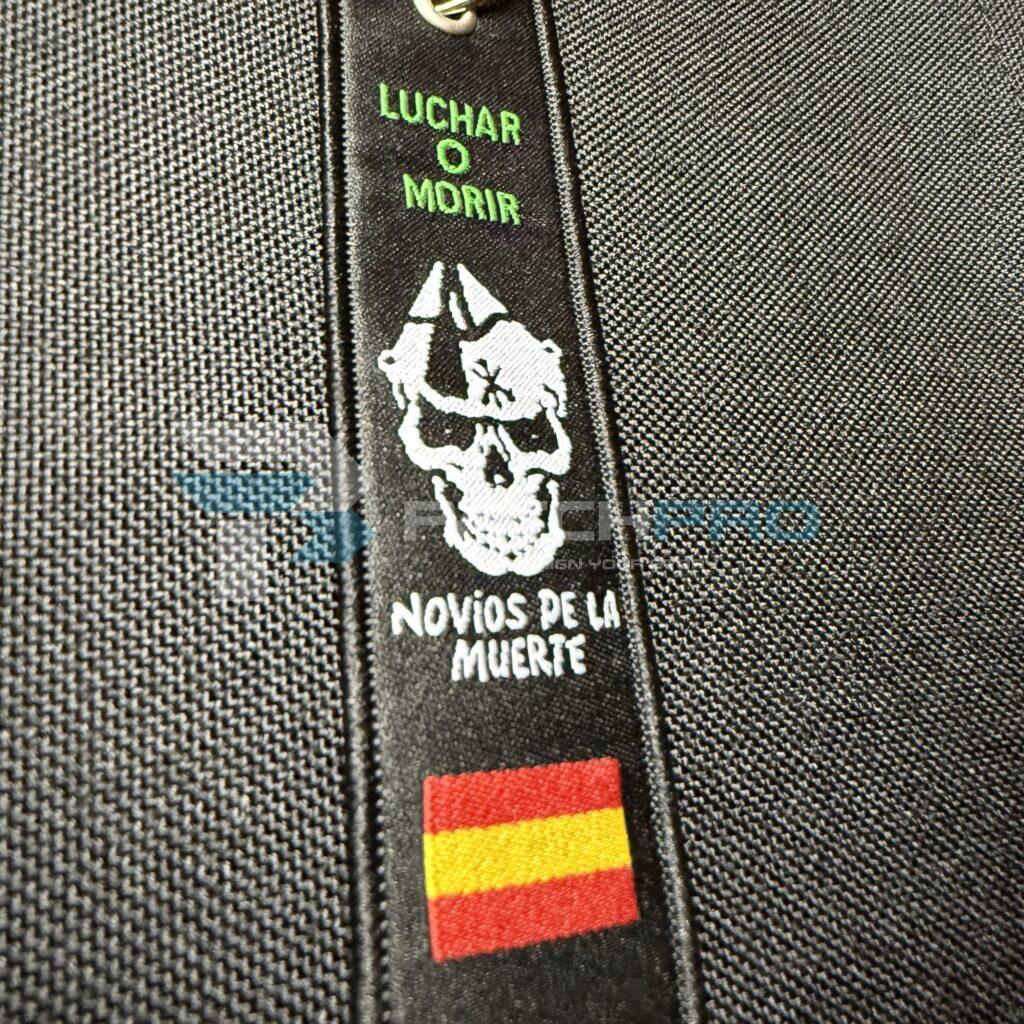 LUCHAR
O
MORIR
NOViOS DE LA
MUERTE